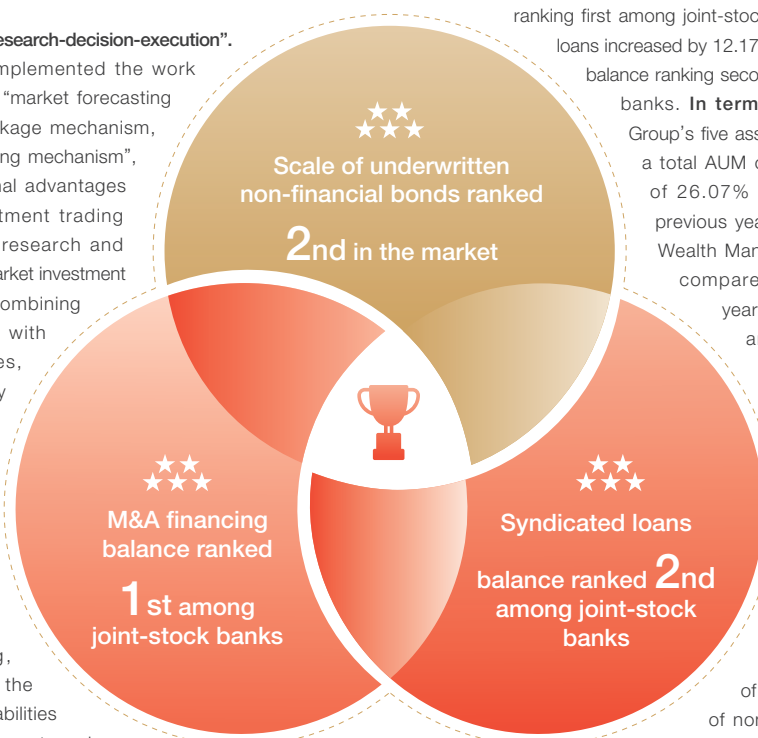 esearch-decision-execution".
mplemented the work
"market forecasting
kage mechanism,
ng mechanism",
nal advantages
tment trading
research and
arket investment
ombining
with
es,
y
g,
the
abilities
ranking first among joint-stoc
loans increased by 12.17
balance ranking seco
banks. In term
Group's five ass
a total AUM o
of 26.07%
previous yea
Wealth Man
compare
year
a
of
of nor
Scale of underwritten
non-financial bonds ranked
2nd in the market
M&A financing
balance ranked
1st among
joint-stock banks
Syndicated loans
balance ranked 2nd
among joint-stock
banks